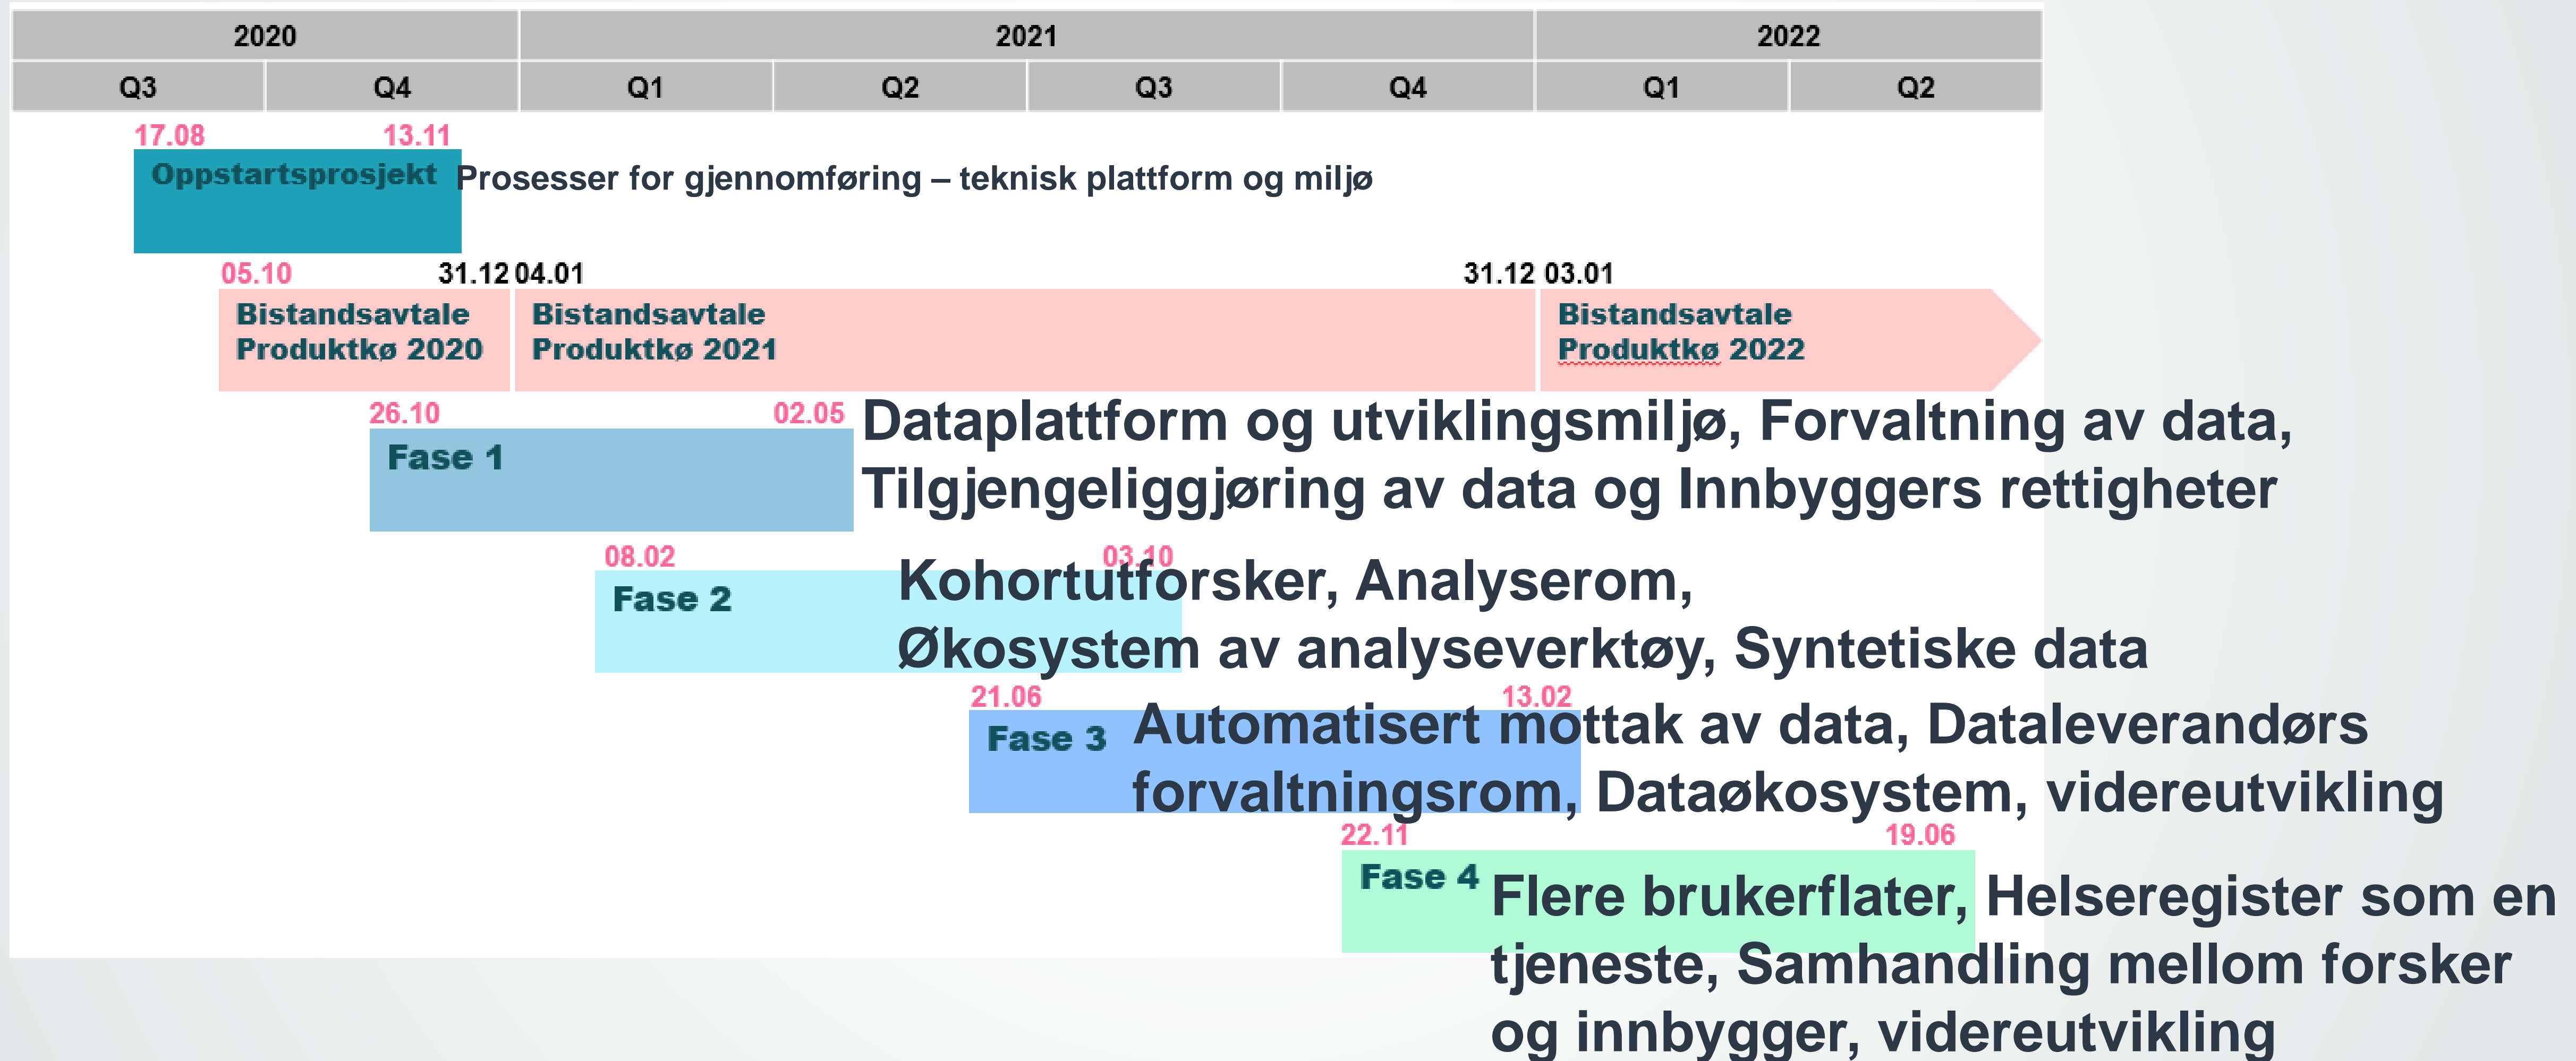 2020 2021 2022
Q3 Q4 Q1 Q2 Q3 Q4 Q1 Q2
17.08 13.11
Oppstartsprosjekt Prosesser for gjennomføring – teknisk plattform og miljø
05.10 31.12 04.01 31.12 03.01
Bistandsavtale Bistandsavtale Bistandsavtale
Produktkø 2020 Produktkø 2021 Produktkø 2022
26.10 02.05
Fase 1
Dataplattform og utviklingsmiljø, Forvaltning av data,
Tilgjengeliggjøring av data og Innbyggers rettigheter
08.02 03.10
Fase 2
Kohortutforsker, Analyserom,
Økosystem av analyseverktøy, Syntetiske data
21.06 13.02
Fase 3
Automatisert mottak av data, Dataleverandørs
forvaltningsrom, Dataøkosystem, videreutvikling
22.11 19.06
Fase 4
Flere brukerflater, Helseregister som en
tjeneste, Samhandling mellom forsker
og innbygger, videreutvikling